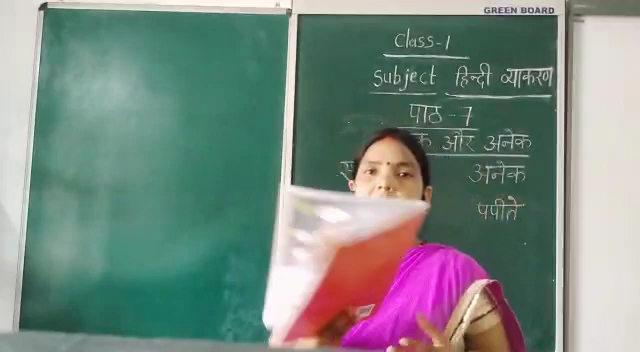 GREEN BOARD
Class-1
Subject हिन्दी व्याकरण
पाठ-7
क और अनेक
अनेक
पपीते